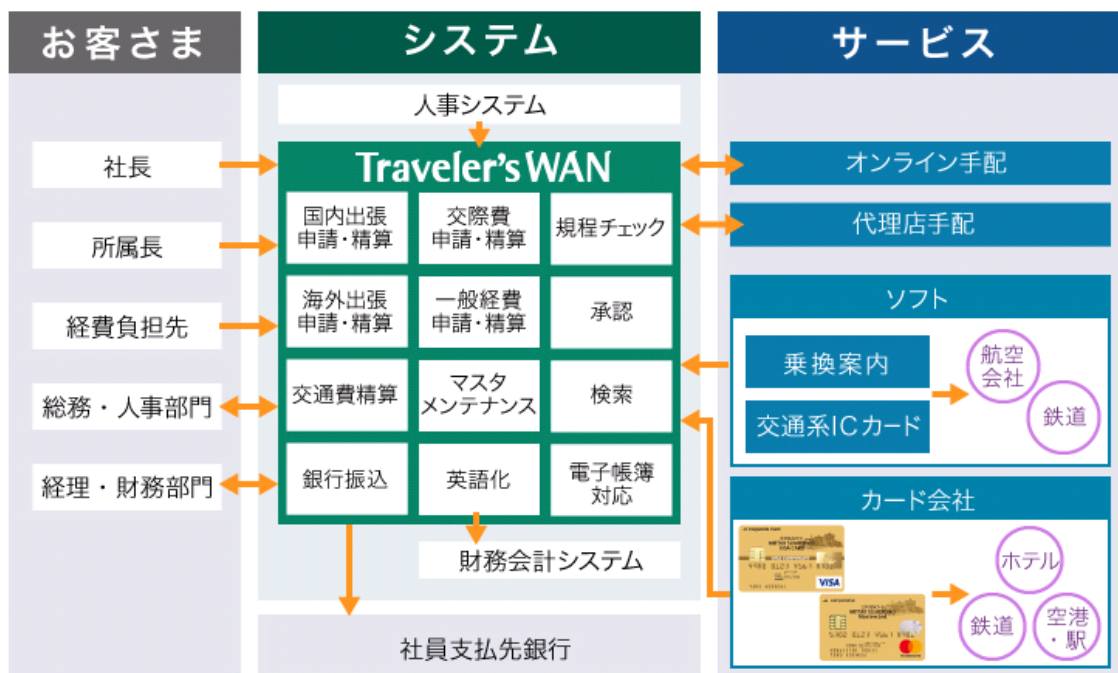 お客さま
システム
サービス
社長
所属長
経費負担先
総務・人事部門
経理・財務部門
人事システム
Traveler's WAN
国内出張
申請・精算
交際費
申請・精算
規程チェック
海外出張
申請・精算
一般経費
申請・精算
承認
交通費精算
マスタ
メンテナンス
検索
銀行振込
英語化
電子帳簿
対応
財務会計システム
社員支払先銀行
オンライン手配
代理店手配
ソフト
乗換案内
交通系ICカード
航空
会社
鉄道
カード会社
VISA
ホテル
鉄道
空港
・駅